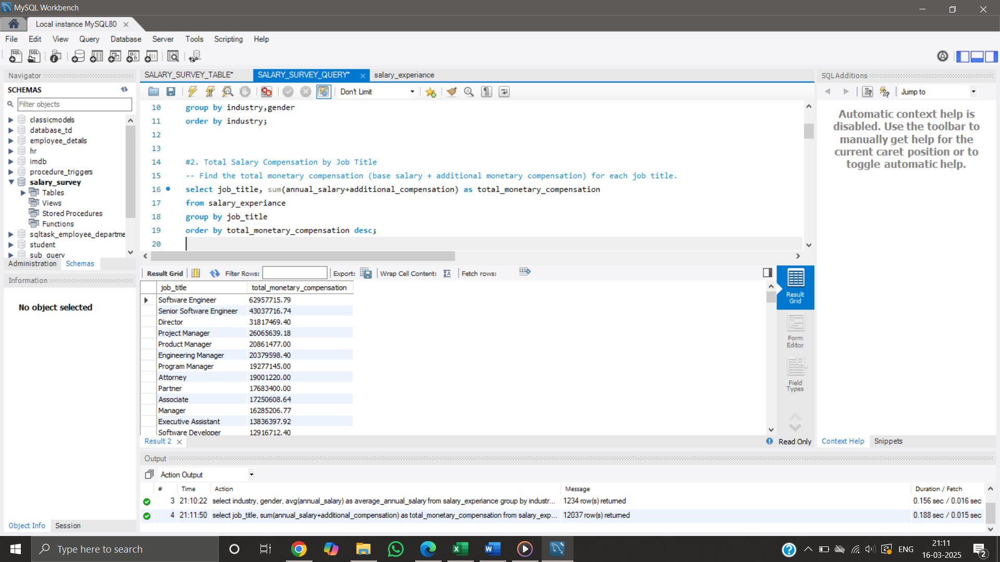 MySQL Workbench
Local instance MySQL80
File Edit View Query Database Server Tools Scripting Help
Navigator
SCHEMAS
Filter objects
classicmodels
database_td
employee_details
hr
imdb
procedure_triggers
salary_survey
Tables
Views
Stored Procedures
Functions
sqltask_employee_departme
student
sub_query
Administration Schemas
Information
No object selected
Object Info Session
SALARY_SURVEY_TABLE* SALARY_SURVEY_QUERY* salary_experiance
Don't Limit
10 group by industry,gender
11 order by industry;
12
13
14 #2. Total Salary Compensation by Job Title
15 -- Find the total monetary compensation (base salary + additional monetary compensation) for each job title.
16 select job_title, sum(annual_salary+additional_compensation) as total_monetary_compensation
17 from salary_experiance
18 group by job_title
19 order by total_monetary_compensation desc;
20
Result Grid Filter Rows: Export: Wrap Cell Content: Fetch rows:
job_title total_monetary_compensation
Software Engineer 62957715.79
Senior Software Engineer 43037716.74
Director 31817469.40
Project Manager 26065639.18
Product Manager 20861477.00
Engineering Manager 20379598.40
Program Manager 19277145.00
Attorney 19001220.00
Partner 17683400.00
Associate 17250608.64
Manager 16285206.77
Executive Assistant 13836397.92
Software Developer 12916712.40
Result Grid
Form Editor
Field Types
Result 2
Read Only
SQLAdditions
Jump to
Automatic context help is
disabled. Use the toolbar to
manually get help for the
current caret position or to
toggle automatic help.
Context Help Snippets
Output
Action Output
# Time Action Message Duration / Fetch
3 21:10:22 select industry, gender, avg(annual_salary) as average_annual_salary from salary_experiance group by industr... 1234 row(s) returned 0.156 sec / 0.016 sec
4 21:11:50 select job_title, sum(annual_salary+additional_compensation) as total_monetary_compensation from salary_exp... 12037 row(s) returned 0.188 sec / 0.015 sec
Type here to search
ENG
21:11
16-03-2025
2